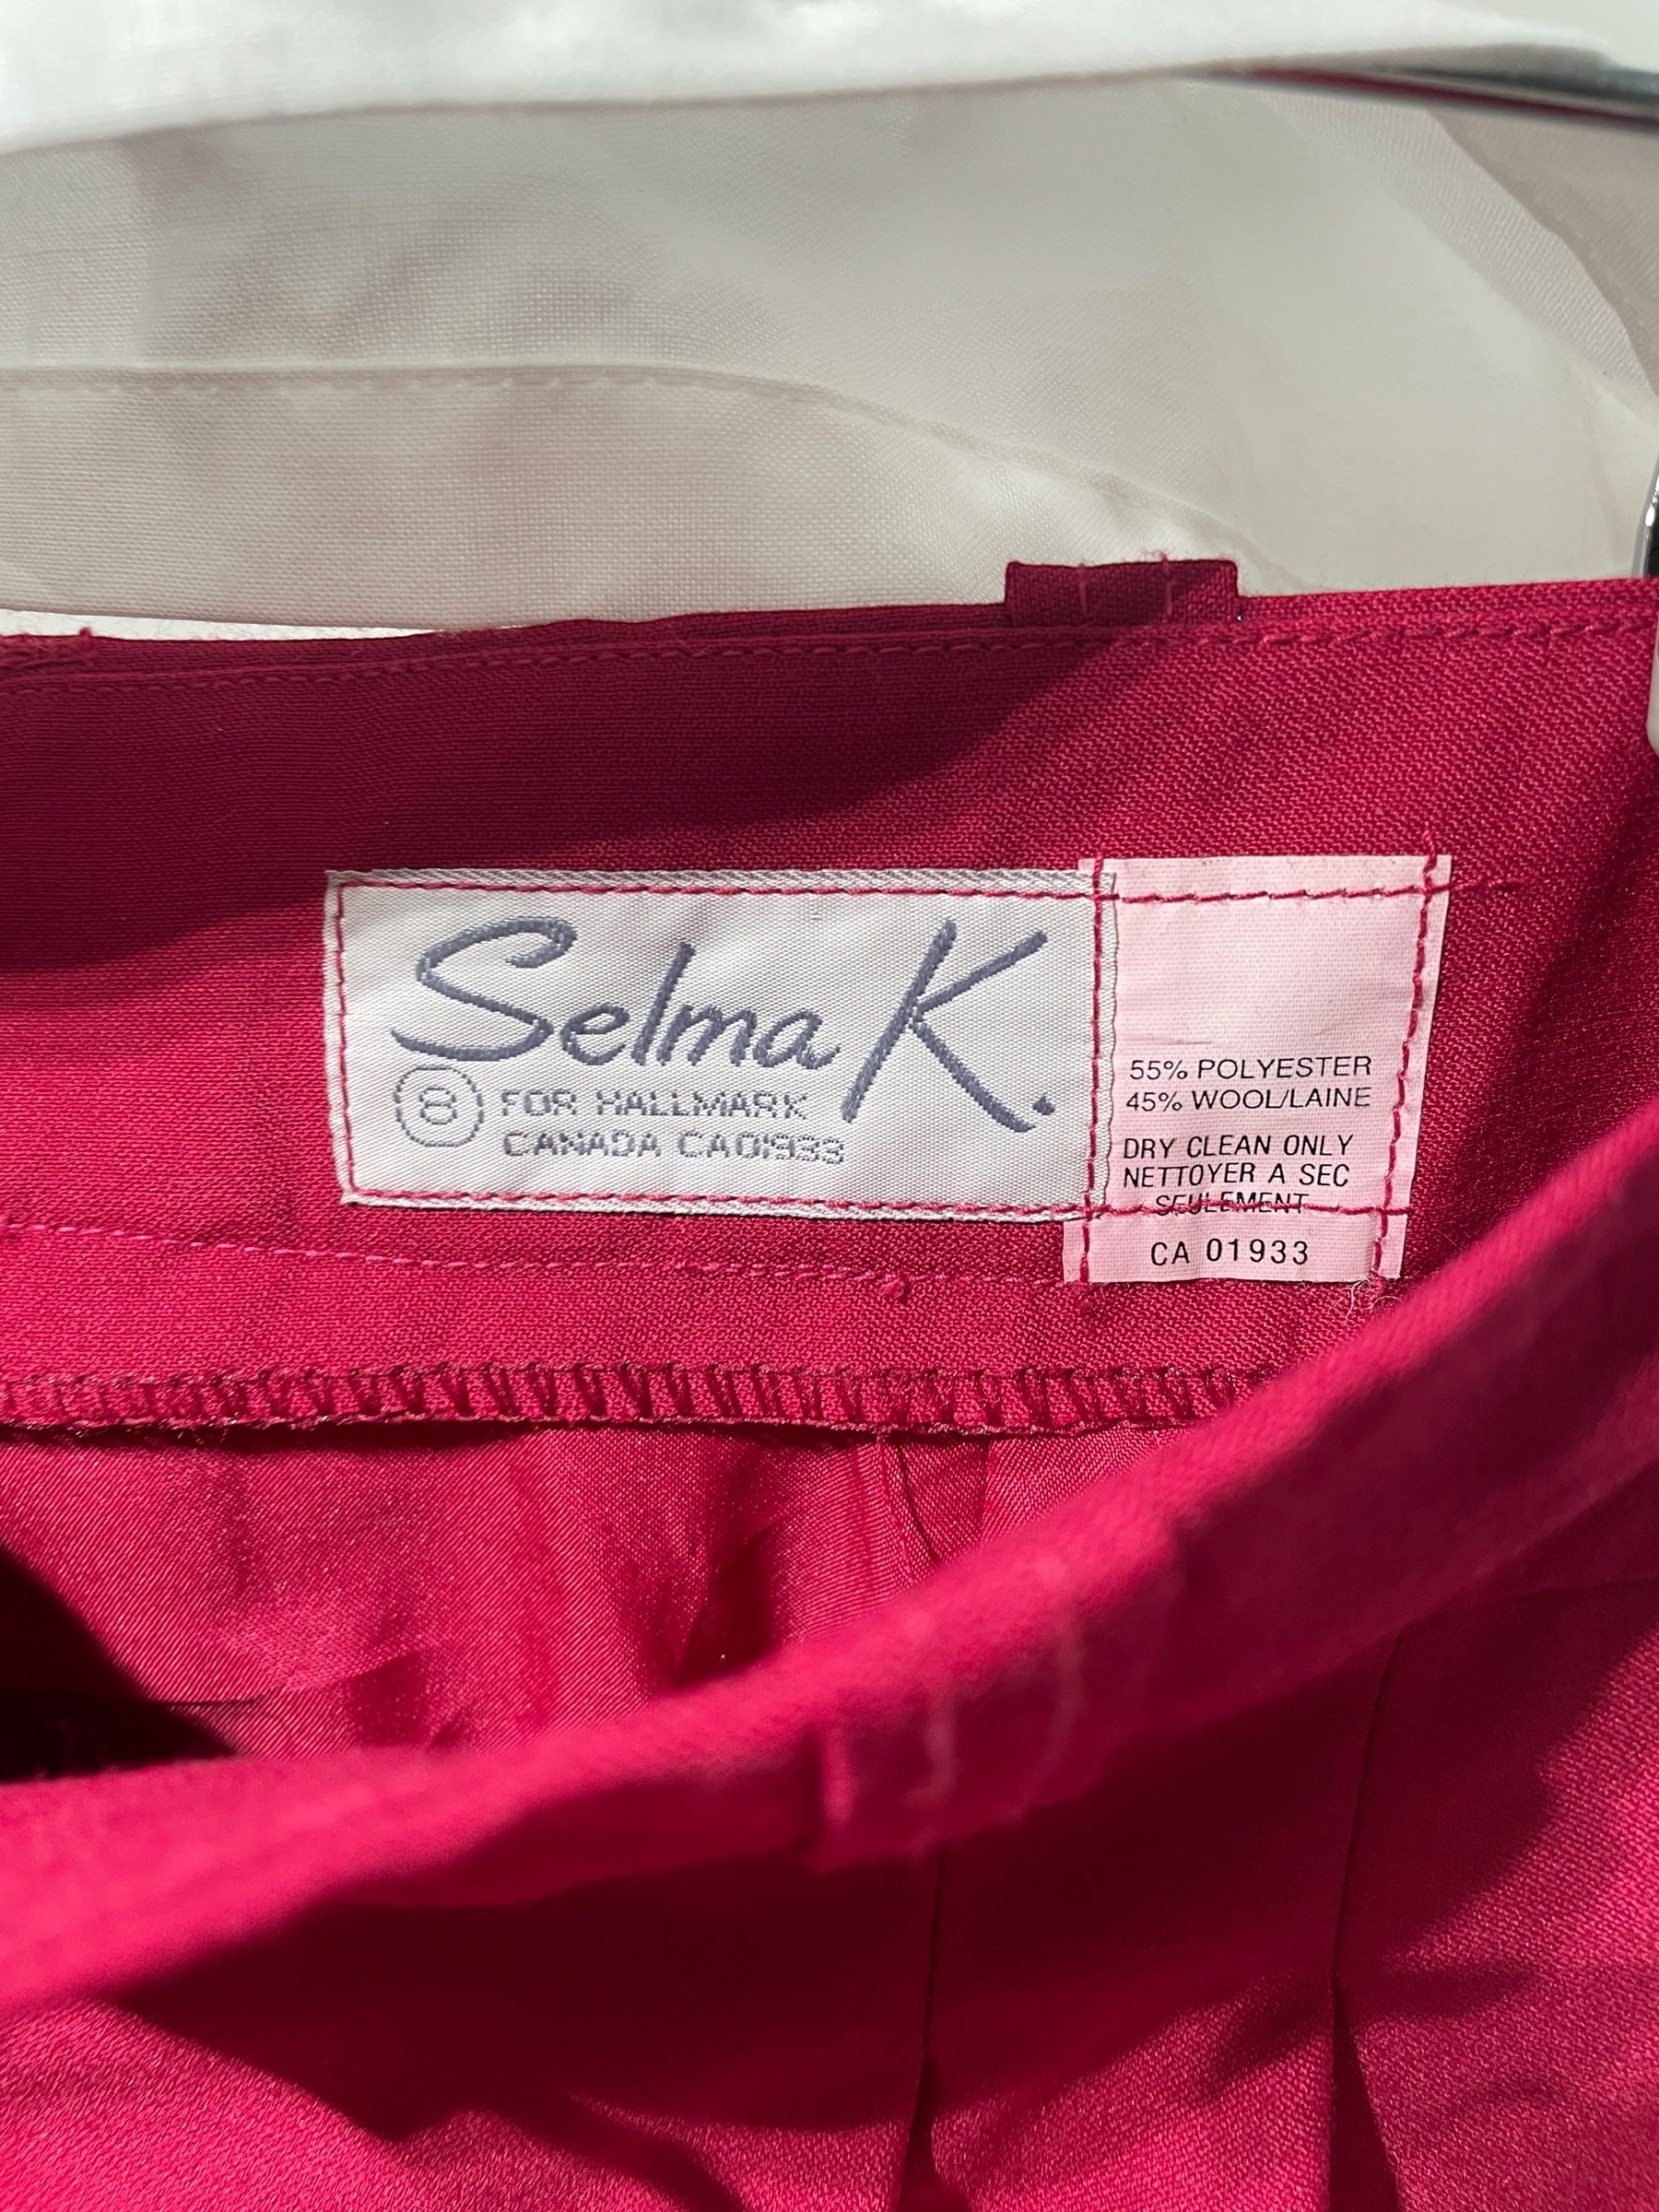 Selma K.
8 FOR HALLMARK
CANADA CA01933
55% POLYESTER
45% WOOL/LAINE
DRY CLEAN ONLY
NETTOYER A SEC
SEULEMENT
CA 01933